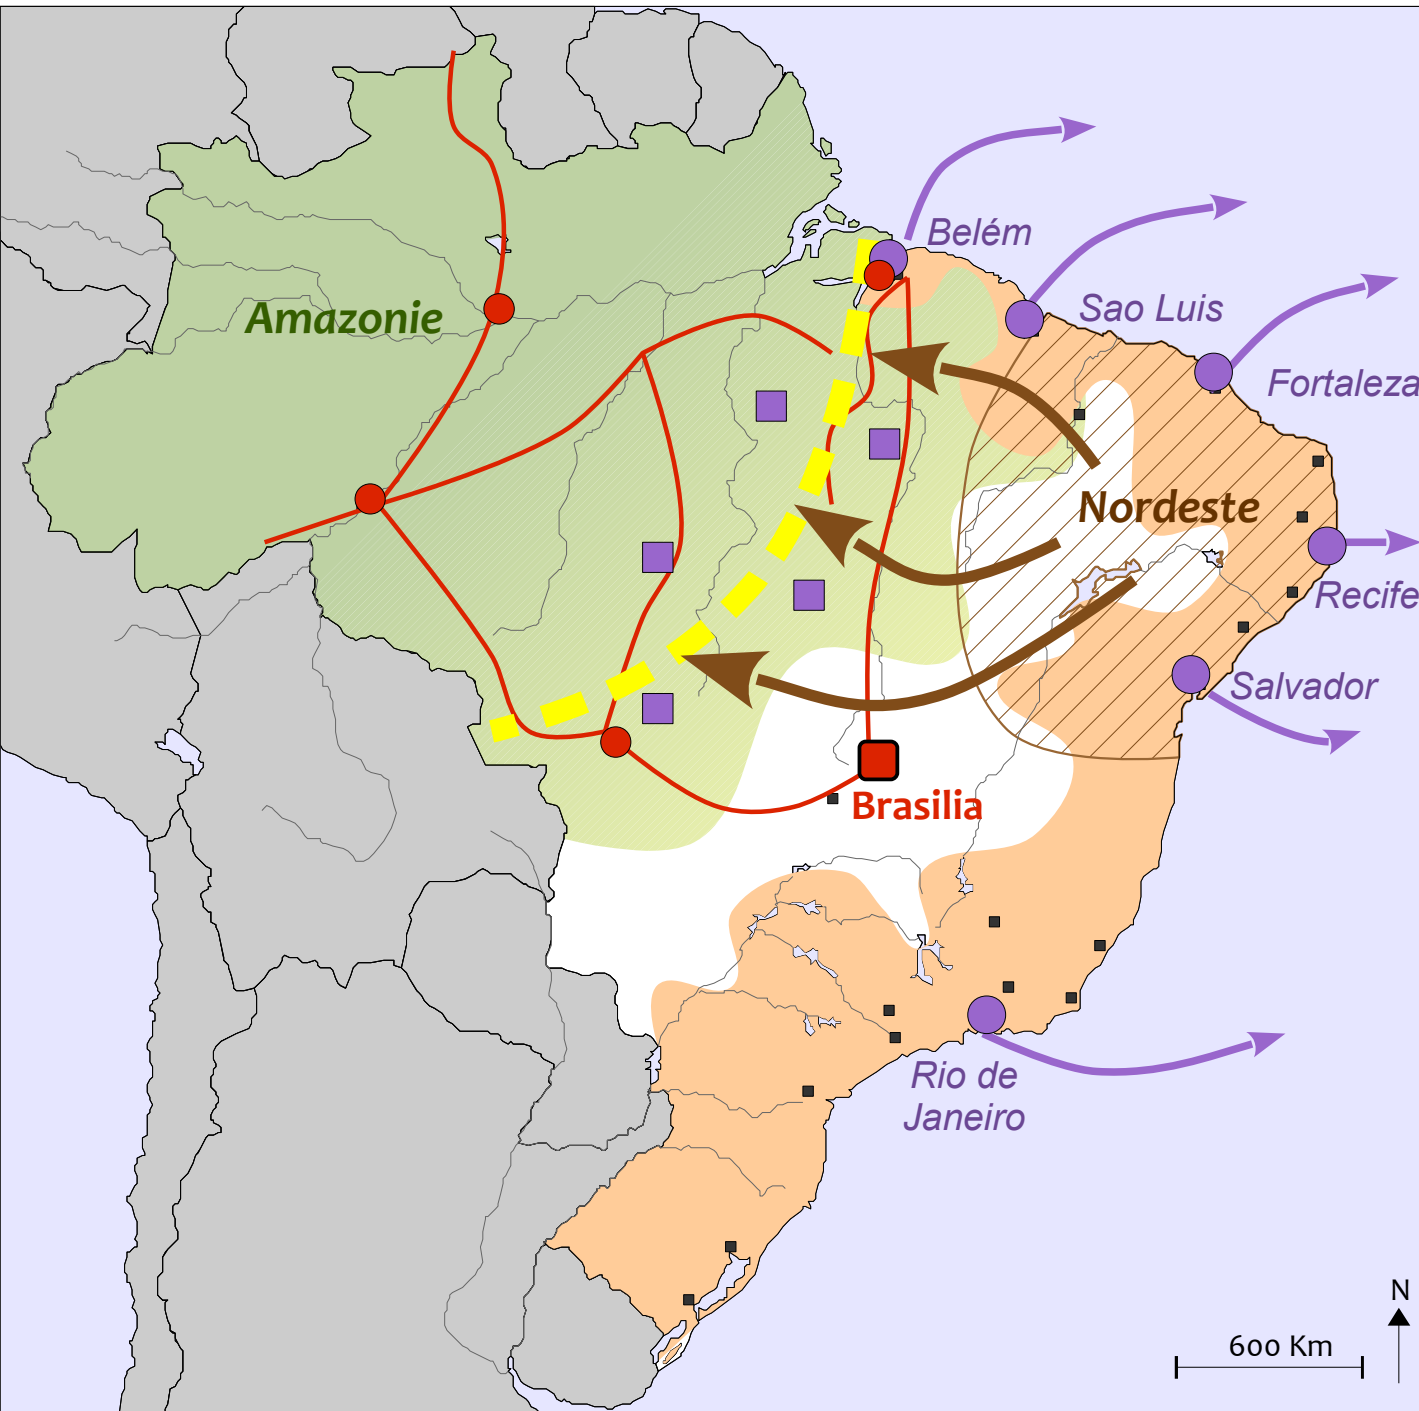 Belém
Sao Luis
Amazonie
Fortaleza
Nordeste
Recife
Salvador
Brasilia
Rio de
Janeiro
N
600 Km